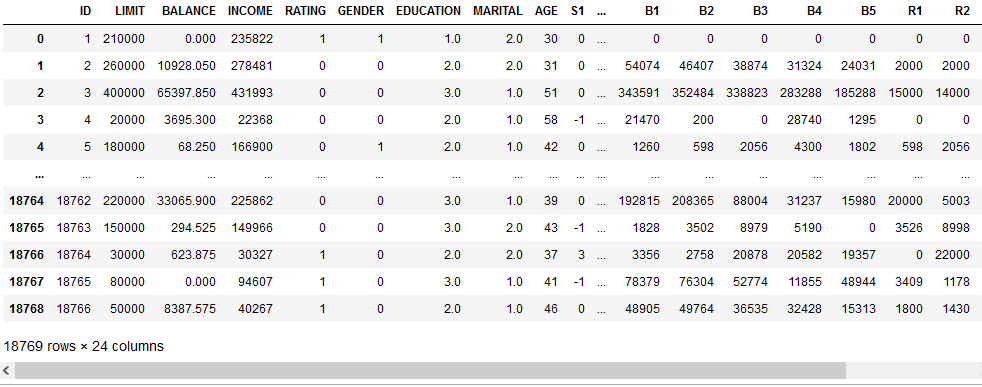 ID LIMIT BALANCE INCOME RATING GENDER EDUCATION MARITAL AGE S1 ... B1 B2 B3 B4 B5 R1 R2
0 1 210000 0.000 235822 1 1 1.0 2.0 30 0 ... 0 0 0 0 0 0 0
1 2 260000 10928.050 278481 0 0 2.0 2.0 31 0 ... 54074 46407 38874 31324 24031 2000 2000
2 3 400000 65397.850 431993 0 0 3.0 1.0 51 0 ... 343591 352484 338823 283288 185288 15000 14000
3 4 20000 3695.300 22368 0 0 2.0 1.0 58 -1 ... 21470 200 0 28740 1295 0 0
4 5 180000 68.250 166900 0 1 2.0 1.0 42 0 ... 1260 598 2056 4300 1802 598 2056
... ... ... ... ... ... ... ... ... ... ... ... ... ... ... ... ... ... ...
18764 18762 220000 33065.900 225862 0 0 3.0 1.0 39 0 ... 192815 208365 88004 31237 15980 20000 5003
18765 18763 150000 294.525 149966 0 0 3.0 2.0 43 -1 ... 1828 3502 8979 5190 0 3526 8998
18766 18764 30000 623.875 30327 1 0 2.0 2.0 37 3 ... 3356 2758 20878 20582 19357 0 22000
18767 18765 80000 0.000 94607 1 0 3.0 1.0 41 -1 ... 78379 76304 52774 11855 48944 3409 1178
18768 18766 50000 8387.575 40267 1 0 2.0 1.0 46 0 ... 48905 49764 36535 32428 15313 1800 1430
18769 rows × 24 columns